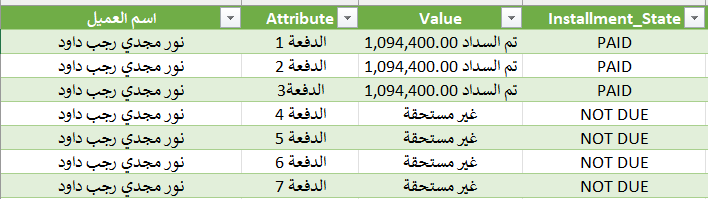 اسم العميل Attribute Value Installment_State
نور مجدي رجب داود الدفعة 1 تم السداد 1,094,400.00 PAID
نور مجدي رجب داود الدفعة 2 تم السداد 1,094,400.00 PAID
نور مجدي رجب داود الدفعة3 تم السداد 1,094,400.00 PAID
نور مجدي رجب داود الدفعة 4 غير مستحقة NOT DUE
نور مجدي رجب داود الدفعة 5 غير مستحقة NOT DUE
نور مجدي رجب داود الدفعة 6 غير مستحقة NOT DUE
نور مجدي رجب داود الدفعة 7 غير مستحقة NOT DUE